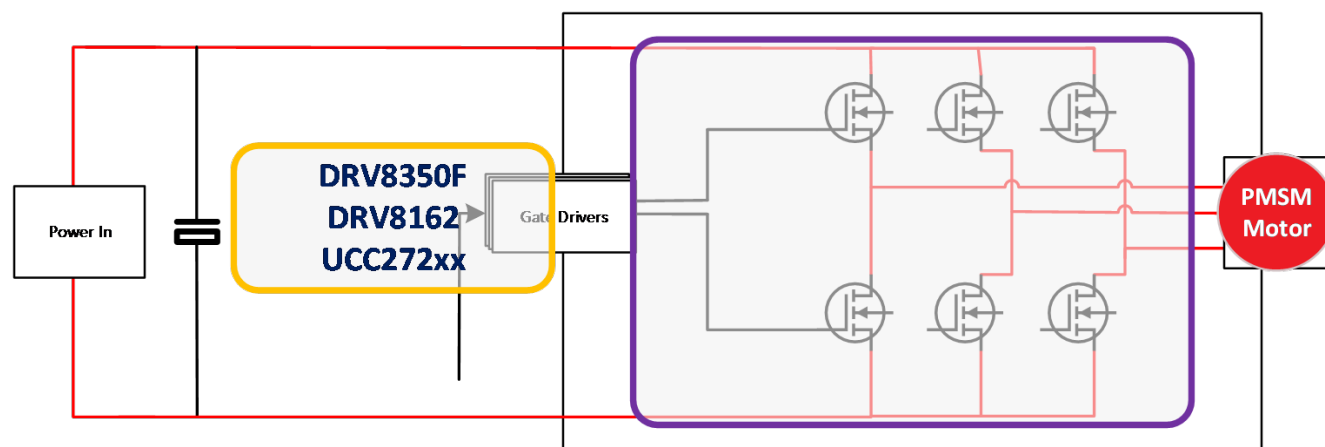 Power In
DRV8350F
DRV8162
UCC272xx
Gate Drivers
PMSM
Motor